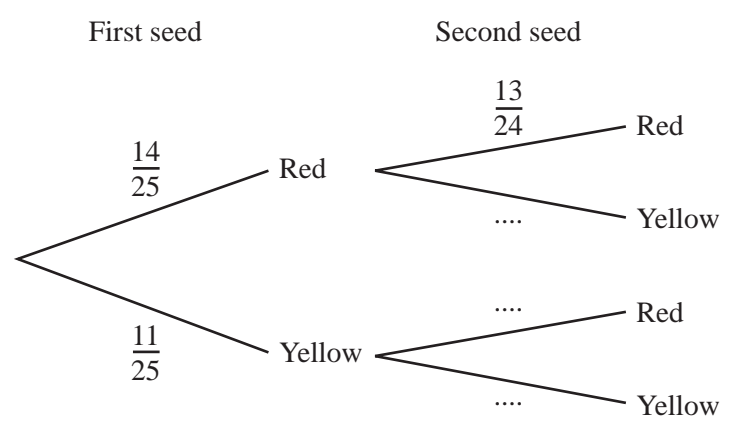 First seed Second seed
13/24
Red
14/25
Red
....
Yellow
....
Red
11/25
Yellow
....
Yellow